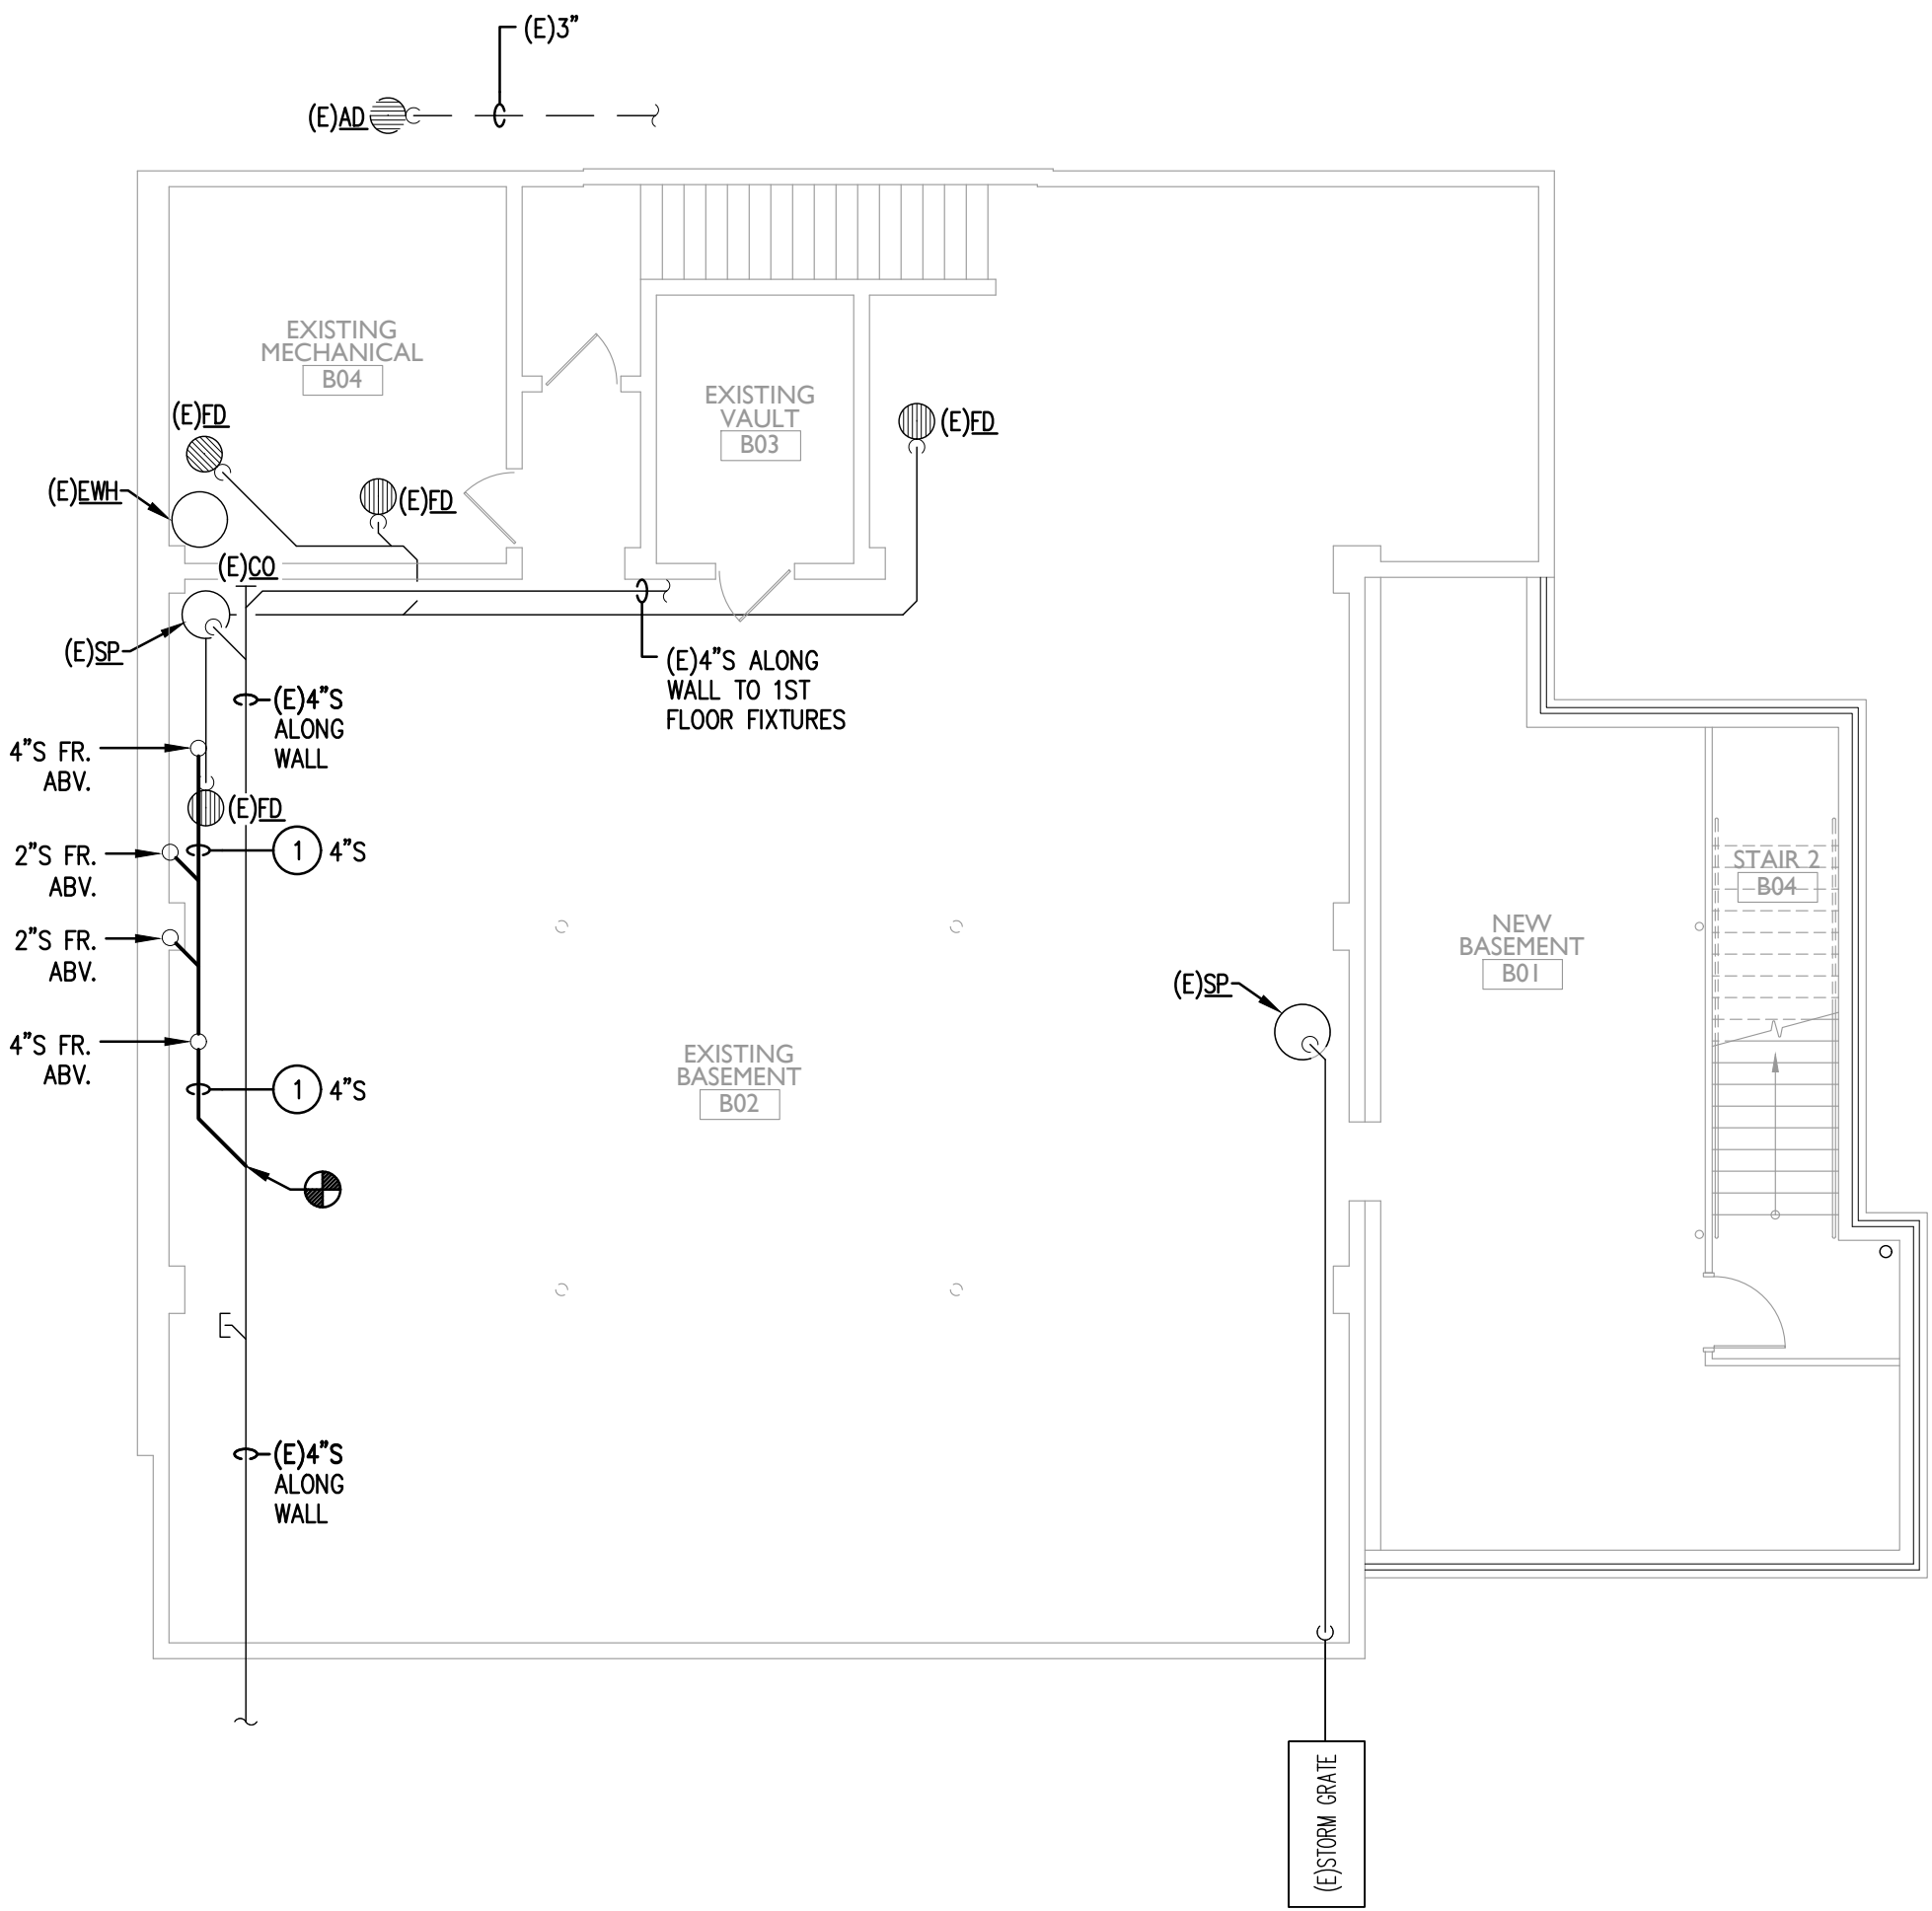 (E)3"
(E)AD
EXISTING
MECHANICAL
B04
EXISTING
VAULT
B03
(E)FD
(E)FD
(E)EWH
(E)FD
(E)CO
(E)SP
(E)4"S ALONG
WALL TO 1ST
FLOOR FIXTURES
(E)4"S
ALONG
WALL
4"S FR.
ABV.
(E)FD
1 4"S
2"S FR.
ABV.
2"S FR.
ABV.
4"S FR.
ABV.
1 4"S
STAIR 2
B04
NEW
BASEMENT
B01
(E)SP
EXISTING
BASEMENT
B02
(E)4"S
ALONG
WALL
(E)STORM GRATE